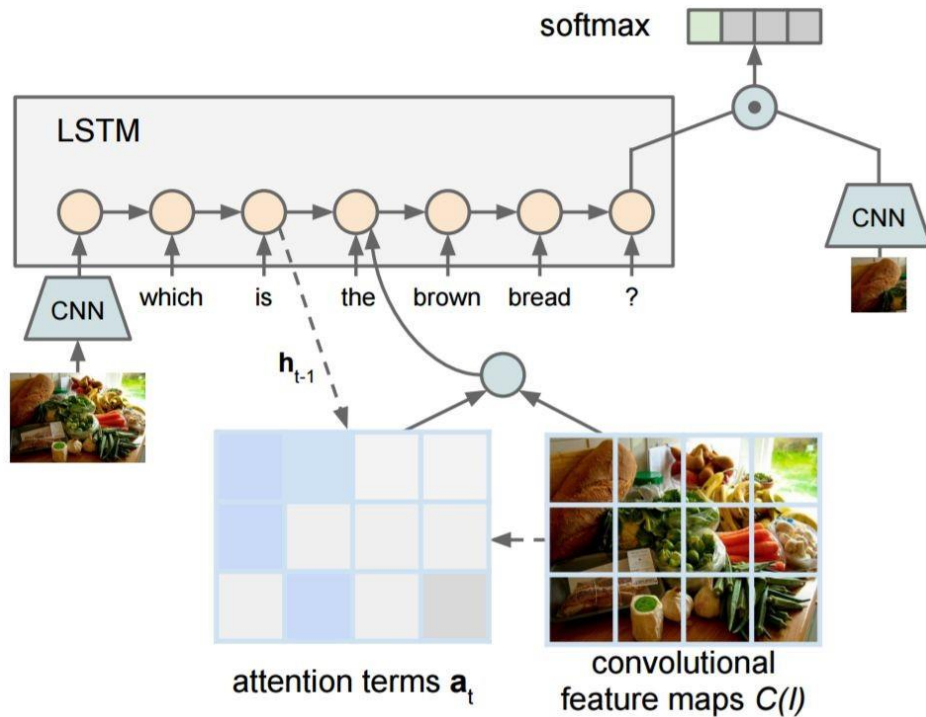 softmax
LSTM
CNN
which is the brown bread ?
CNN
h t-1
attention terms a t
convolutional
feature maps C(I)